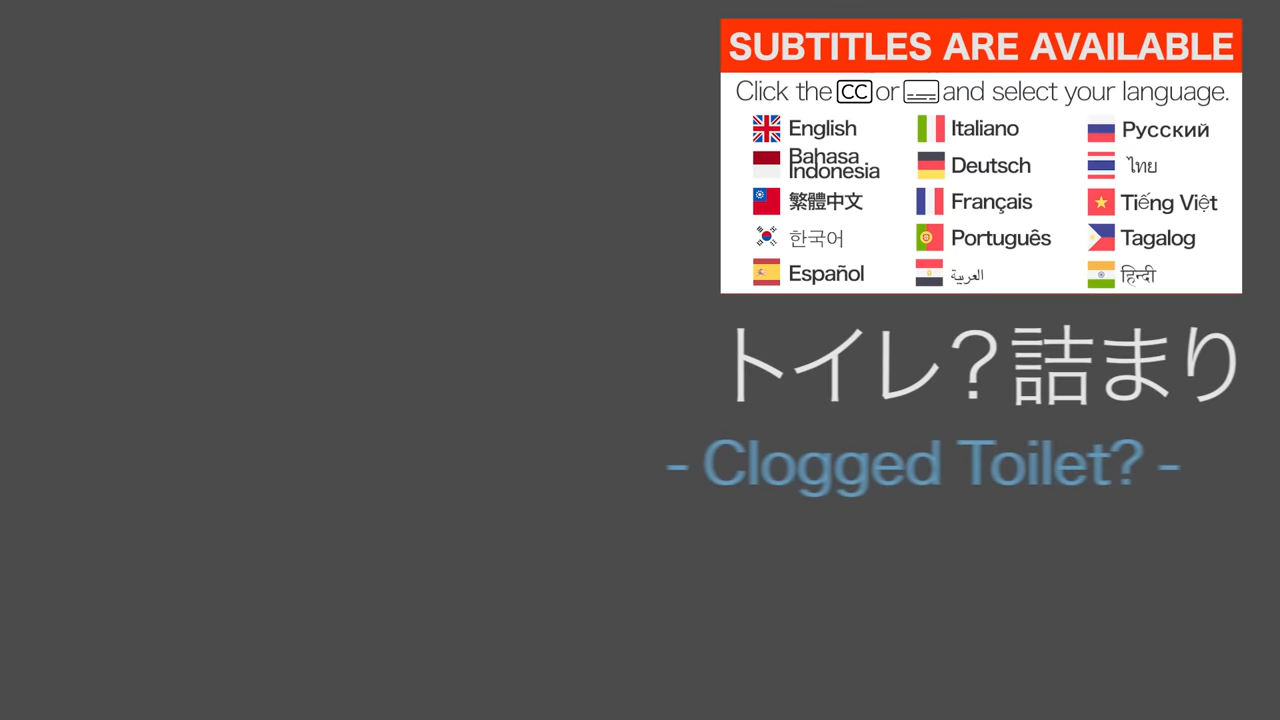 SUBTITLES ARE AVAILABLE
Click the CC or and select your language.
English Italiano Русский
Bahasa Indonesia Deutsch ไทย
繁體中文 Français Tiếng Việt
한국어 Português Tagalog
Español العربية हिन्दी
トイレ？詰まり
- Clogged Toilet? -